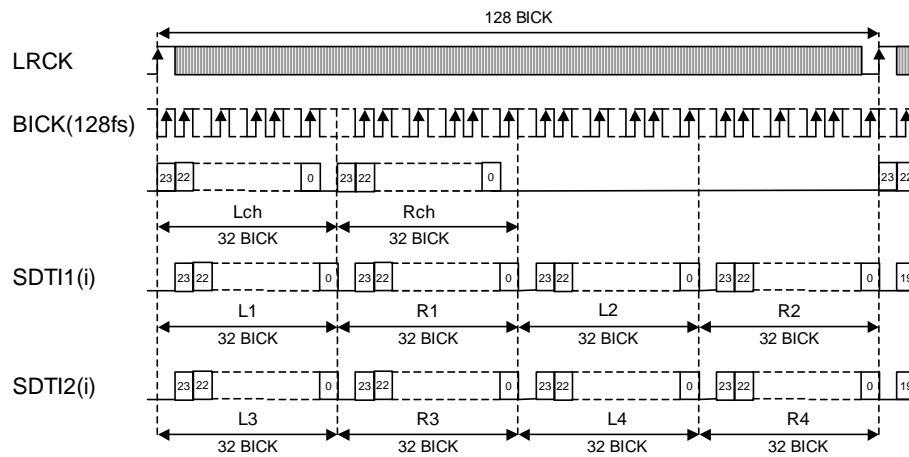 128 BICK
LRCK
BICK(128fs)
23 22 0 23 22 0 23 22
Lch Rch
32 BICK 32 BICK
SDTI1(i)
23 22 0 23 22 0 23 22 0 23 22 0 19
L1 R1 L2 R2
32 BICK 32 BICK 32 BICK 32 BICK
SDTI2(i)
23 22 0 23 22 0 23 22 0 23 22 0 19
L3 R3 L4 R4
32 BICK 32 BICK 32 BICK 32 BICK